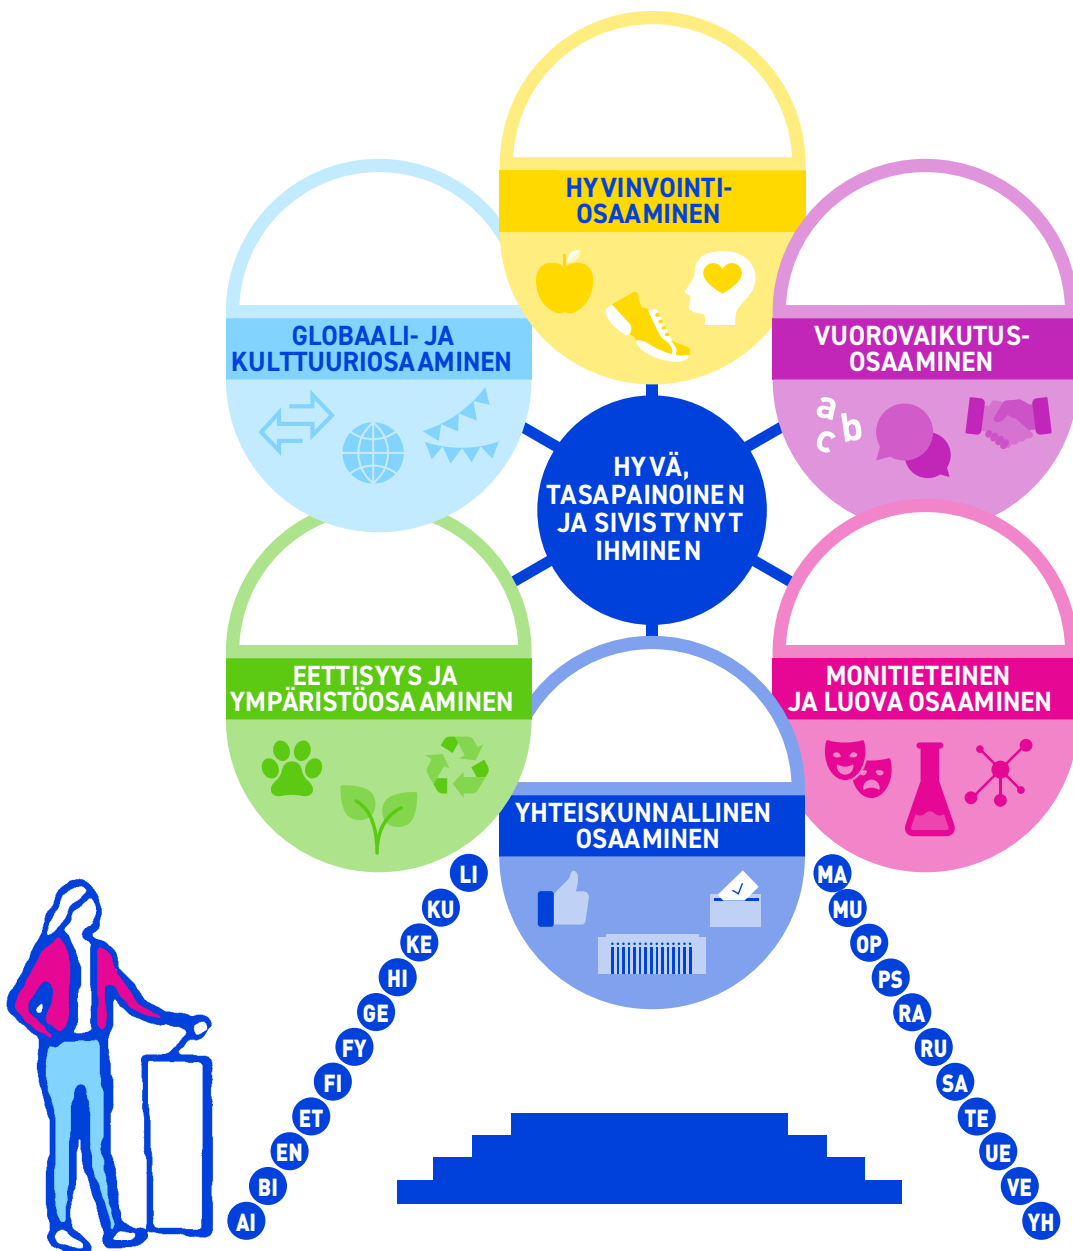 HYVINVOINTI-
OSAAMINEN
GLOBAALI- JA
KULTTUURIOSAAMINEN
VUOROVAIKUTUS-
OSAAMINEN
a
b
c
HYVÄ,
TASAPAINOINEN
JA SIVISTYNYT
IHMINEN
EETTISYYS JA
YMPÄRISTÖOSAAMINEN
MONITIETEINEN
JA LUOVA OSAAMINEN
YHTEISKUNNALLINEN
OSAAMINEN
LI
KU
KE
HI
GE
FY
FI
ET
EN
BI
AI
MA
MU
OP
PS
RA
RU
SA
TE
UE
VE
YH